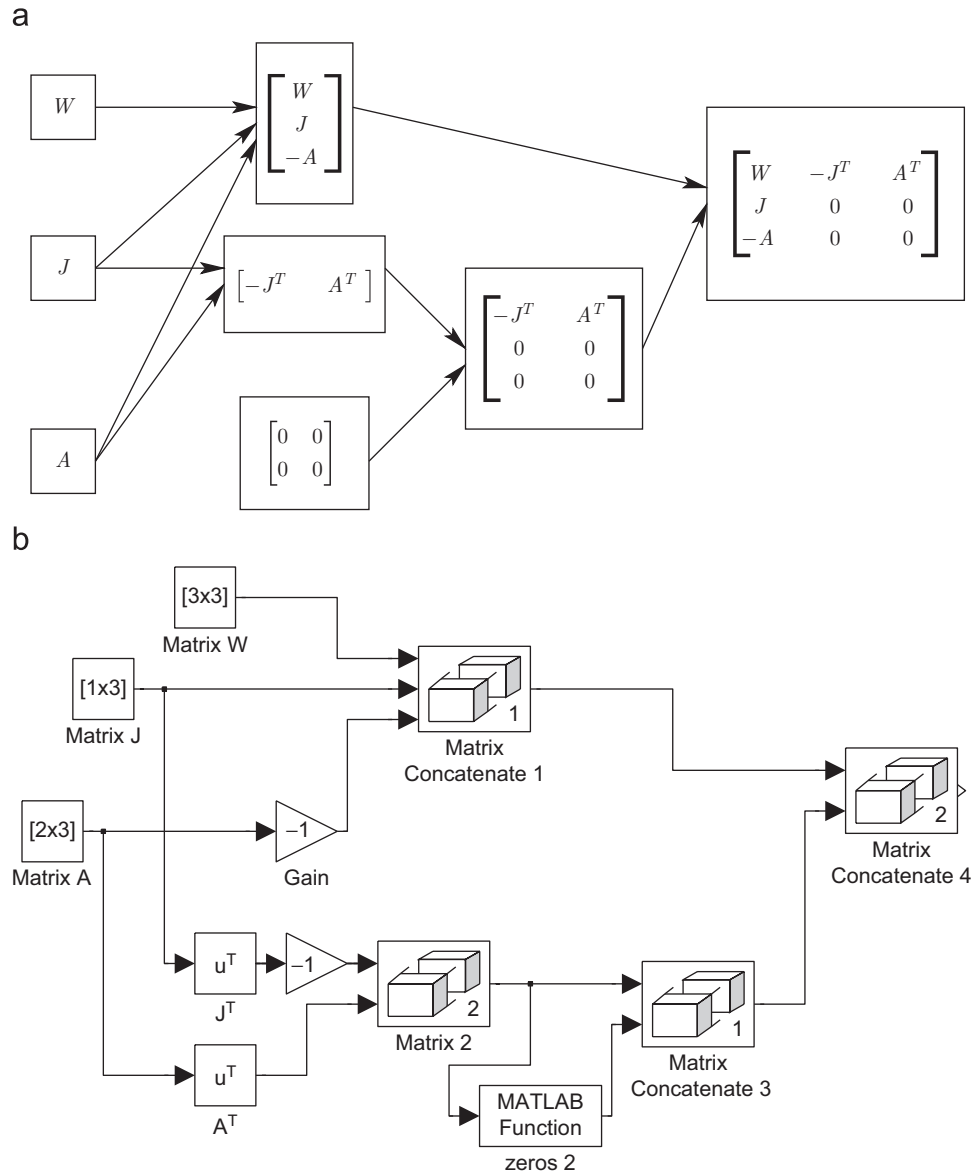 a
W
J
A
W
J
−A
[−J^T A^T]
0 0
0 0
−J^T A^T
0 0
0 0
W −J^T A^T
J 0 0
−A 0 0
b
[3x3]
Matrix W
[1x3]
Matrix J
[2x3]
Matrix A
1
Matrix
Concatenate 1
−1
Gain
u^T
J^T
−1
u^T
A^T
2
Matrix 2
MATLAB
Function
zeros 2
1
Matrix
Concatenate 3
2
Matrix
Concatenate 4